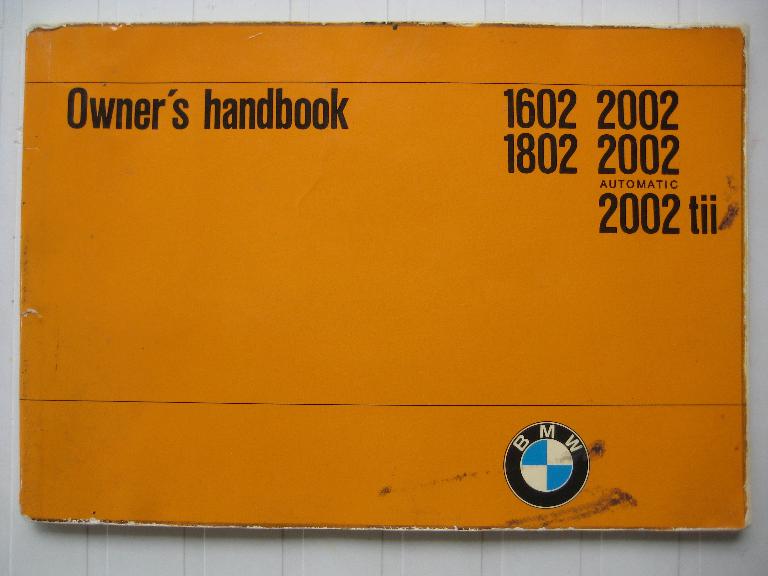 Owner´s handbook
1602 2002
1802 2002
AUTOMATIC
2002 tii
BMW